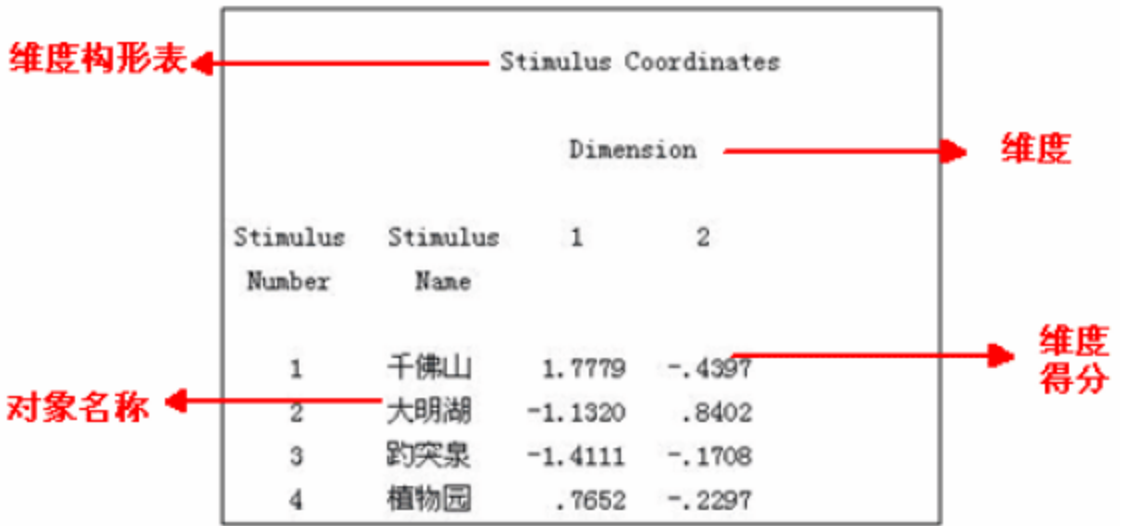 维度构形表
Stimulus Coordinates
Dimension
维度
Stimulus Stimulus 1 2
Number Name
1 千佛山 1.7779 -.4397
维度
得分
对象名称
2 大明湖 -1.1320 .8402
3 趵突泉 -1.4111 -.1708
4 植物园 .7652 -.2297